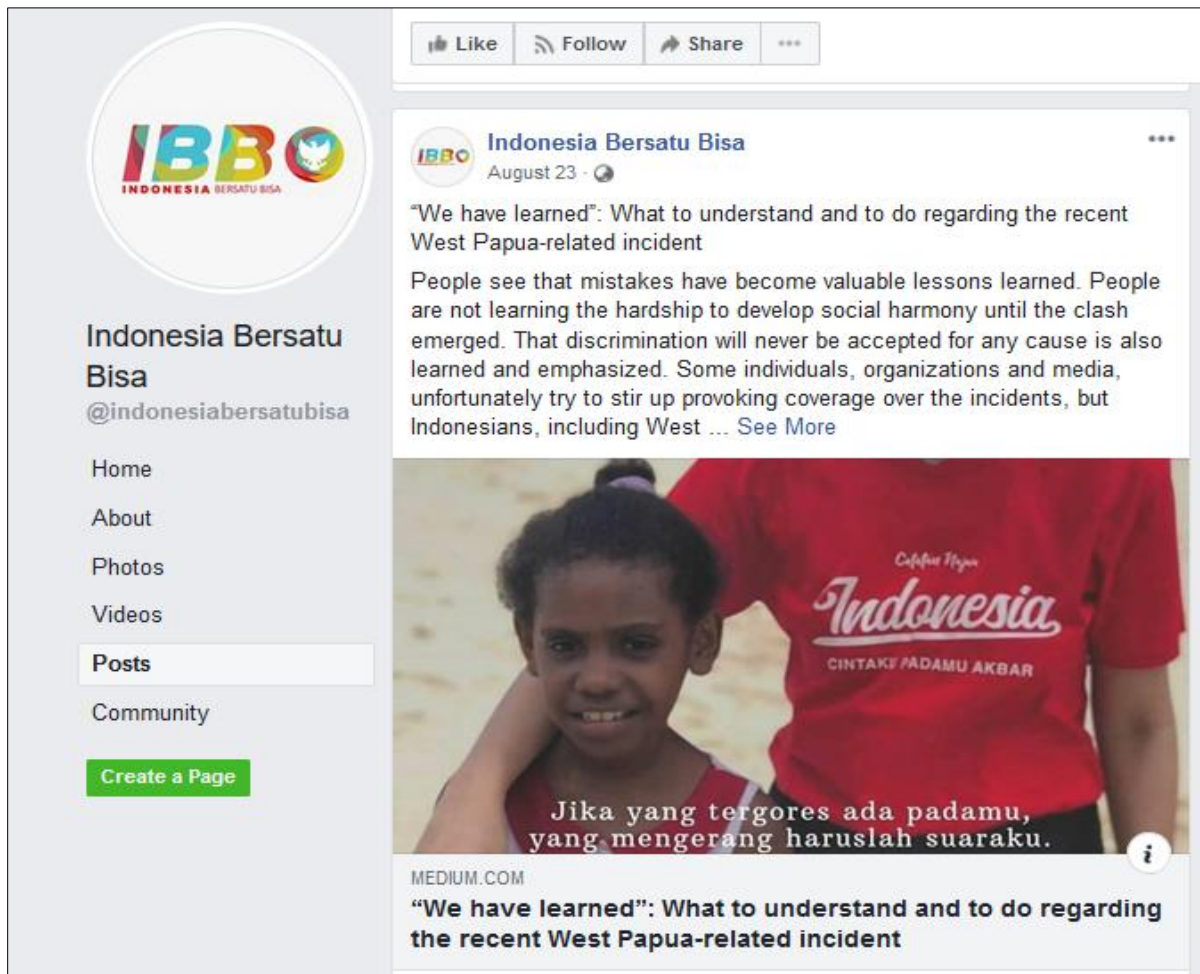 Like Follow Share ...
IBBO
INDONESIA BERSATU BISA
Indonesia Bersatu
Bisa
@indonesiabersatubisa
Home
About
Photos
Videos
Posts
Community
Create a Page
IBBO
Indonesia Bersatu Bisa
August 23 ·
“We have learned”: What to understand and to do regarding the recent
West Papua-related incident
People see that mistakes have become valuable lessons learned. People
are not learning the hardship to develop social harmony until the clash
emerged. That discrimination will never be accepted for any cause is also
learned and emphasized. Some individuals, organizations and media,
unfortunately try to stir up provoking coverage over the incidents, but
Indonesians, including West ... See More
Indonesia
CINTAKU PADAMU AKBAR
Jika yang tergores ada padamu,
yang mengerang haruslah suaraku.
i
MEDIUM.COM
“We have learned”: What to understand and to do regarding
the recent West Papua-related incident